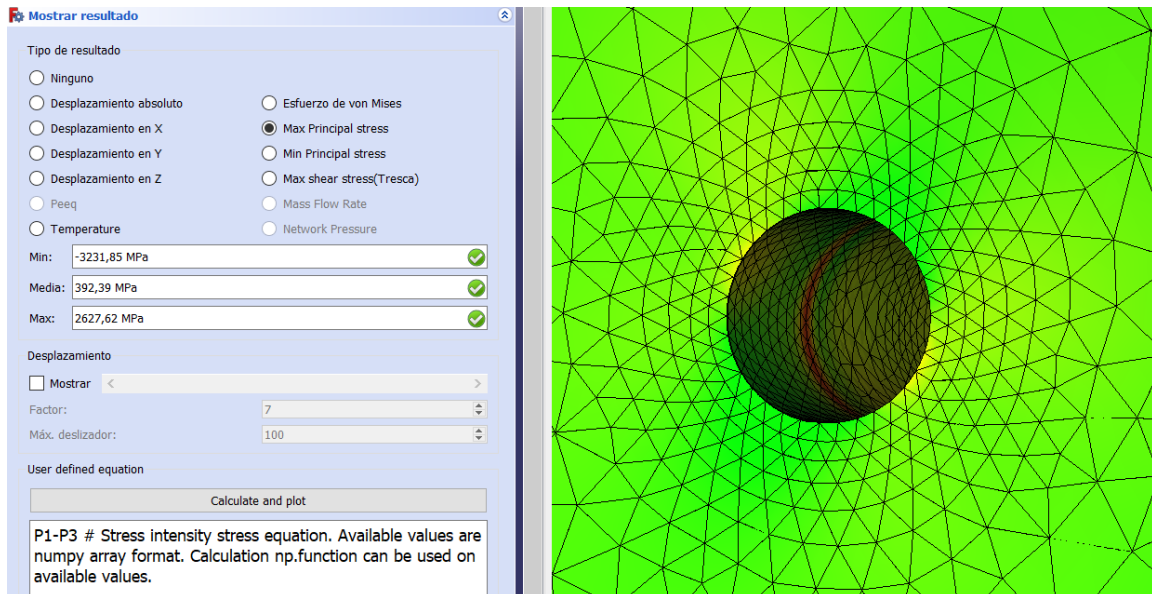 Mostrar resultado
Tipo de resultado
Ninguno
Desplazamiento absoluto
Esfuerzo de von Mises
Desplazamiento en X
Max Principal stress
Desplazamiento en Y
Min Principal stress
Desplazamiento en Z
Max shear stress(Tresca)
Peeq
Mass Flow Rate
Temperature
Network Pressure
Min: -3231,85 MPa
Media: 392,39 MPa
Max: 2627,62 MPa
Desplazamiento
Mostrar
Factor: 7
Máx. deslizador: 100
User defined equation
Calculate and plot
P1-P3 # Stress intensity stress equation. Available values are
numpy array format. Calculation np.function can be used on
available values.